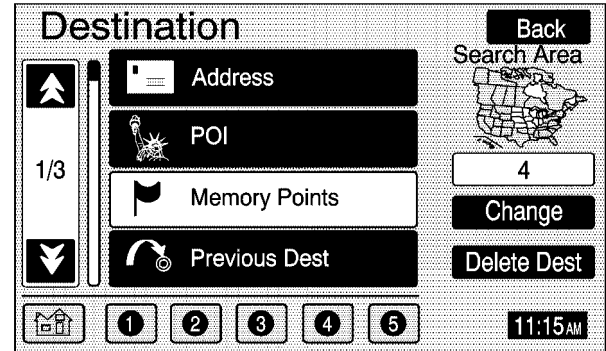 Destination
Back
Search Area
Address
POI
1/3
4
Memory Points
Change
Previous Dest
Delete Dest
1 2 3 4 5
11:15AM